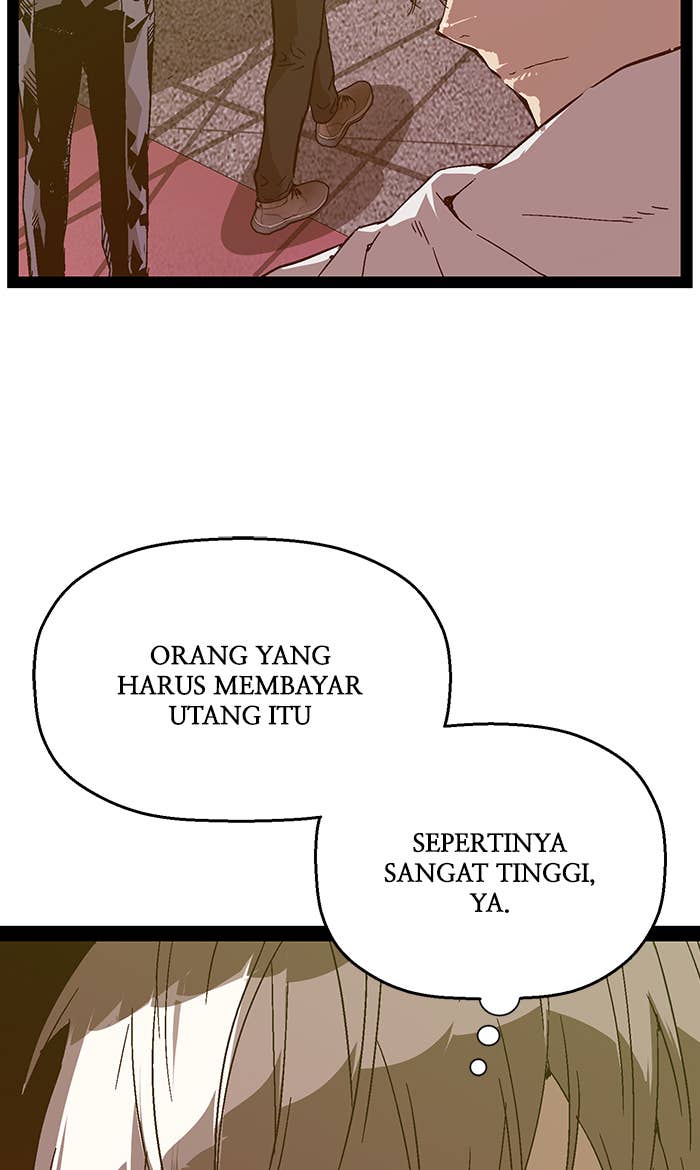 ORANG YANG
HARUS MEMBAYAR
UTANG ITU
SEPERTINYA
SANGAT TINGGI,
YA.